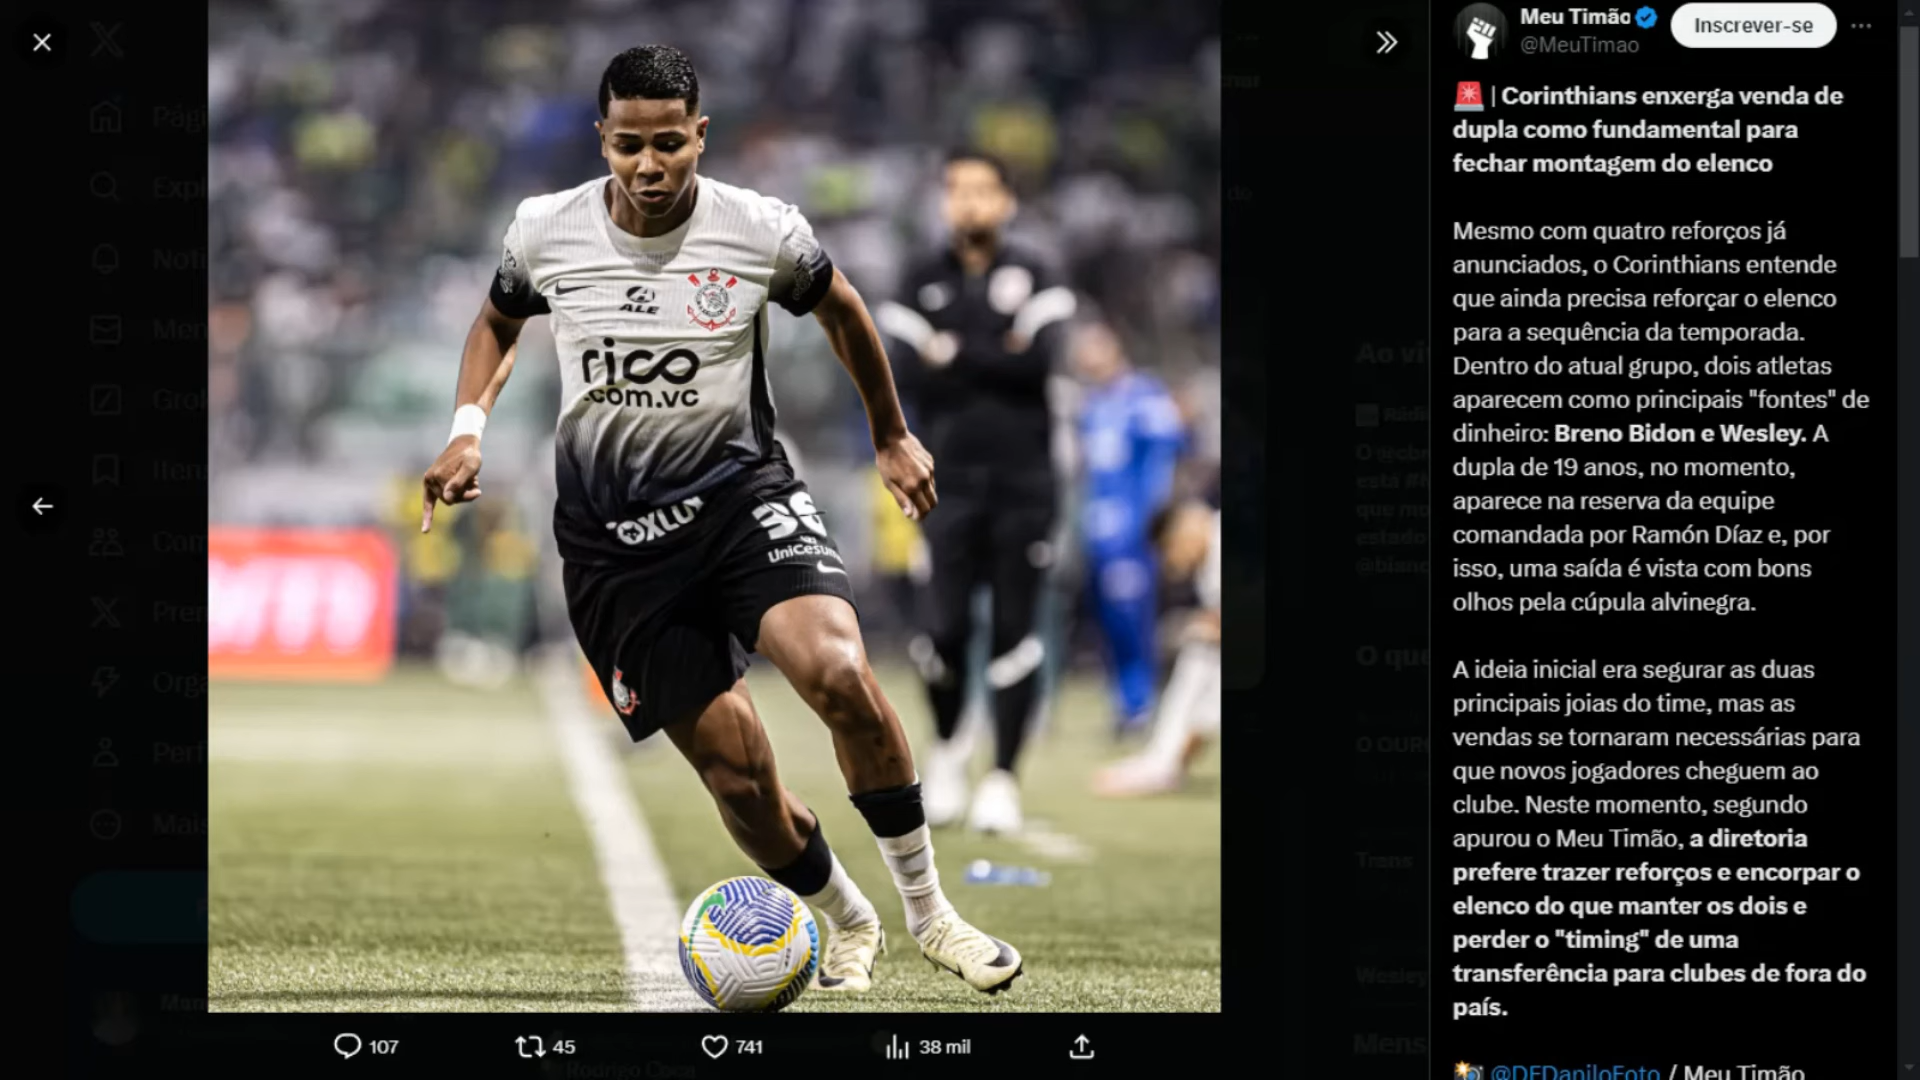 Meu Timão
@MeuTimao
Inscrever-se
| Corinthians enxerga venda de
dupla como fundamental para
fechar montagem do elenco
Mesmo com quatro reforços já
anunciados, o Corinthians entende
que ainda precisa reforçar o elenco
para a sequência da temporada.
Dentro do atual grupo, dois atletas
aparecem como principais "fontes" de
dinheiro: Breno Bidon e Wesley. A
dupla de 19 anos, no momento,
aparece na reserva da equipe
comandada por Ramón Díaz e, por
isso, uma saída é vista com bons
olhos pela cúpula alvinegra.
A ideia inicial era segurar as duas
principais joias do time, mas as
vendas se tornaram necessárias para
que novos jogadores cheguem ao
clube. Neste momento, segundo
apurou o Meu Timão, a diretoria
prefere trazer reforços e encorpar o
elenco do que manter os dois e
perder o "timing" de uma
transferência para clubes de fora do
país.
@DFDaniloFoto / Meu Timão
ALE
rico
.com.vc
FOXLUX
36
UniCesumar
107
45
741
38 mil
Rodrigo Coca